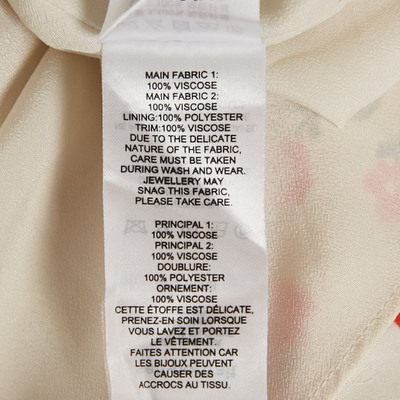 MAIN FABRIC 1:
100% VISCOSE
MAIN FABRIC 2:
100% VISCOSE
LINING:100% POLYESTER
TRIM:100% VISCOSE
DUE TO THE DELICATE
NATURE OF THE FABRIC,
CARE MUST BE TAKEN
DURING WASH AND WEAR.
JEWELLERY MAY
SNAG THIS FABRIC,
PLEASE TAKE CARE.
PRINCIPAL 1:
100% VISCOSE
PRINCIPAL 2:
100% VISCOSE
DOUBLURE:
100% POLYESTER
ORNEMENT:
100% VISCOSE
CETTE ÉTOFFE EST DÉLICATE,
PRENEZ-EN SOIN LORSQUE
VOUS LAVEZ ET PORTEZ
LE VÊTEMENT.
FAITES ATTENTION CAR
LES BIJOUX PEUVENT
CAUSER DES
ACCROCS AU TISSU.